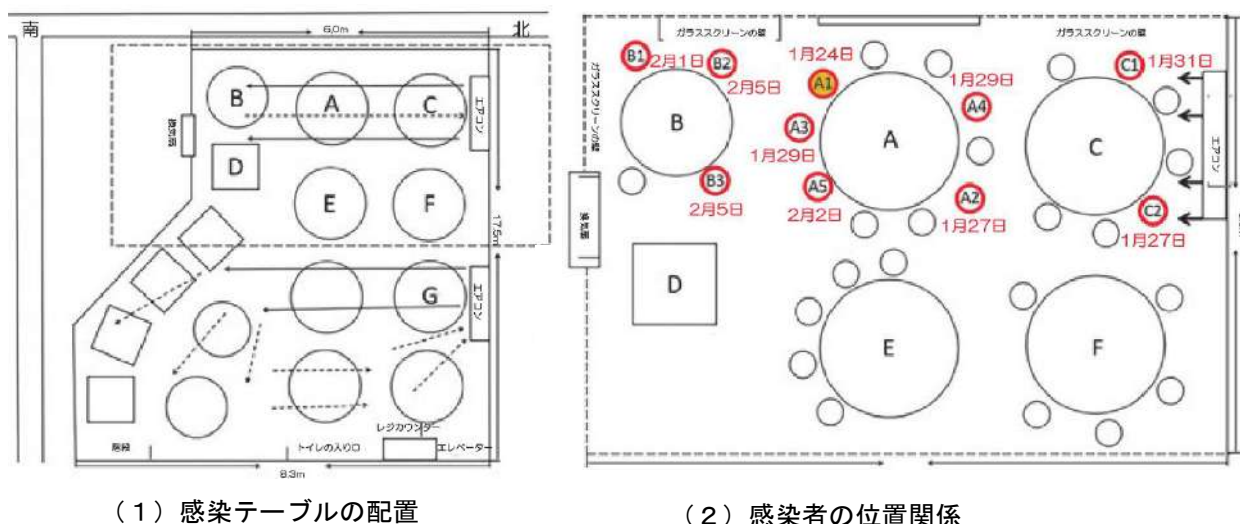 南
北
6.0m
B
A
C
エアコン
換気扇
D
E
F
17.5m
G
エアコン
レジカウンター
階段
トイレの入り口
エレベーター
8.3m
(1)感染テーブルの配置
ガラススクリーンの壁
ガラススクリーンの壁
ガラススクリーンの壁
B1
2月1日
B2
2月5日
1月24日
A1
1月29日
A4
C1
1月31日
B
A3
1月29日
A
C
エアコン
B3
2月5日
A5
2月2日
A2
1月27日
C2
1月27日
換気扇
D
E
F
(2)感染者の位置関係